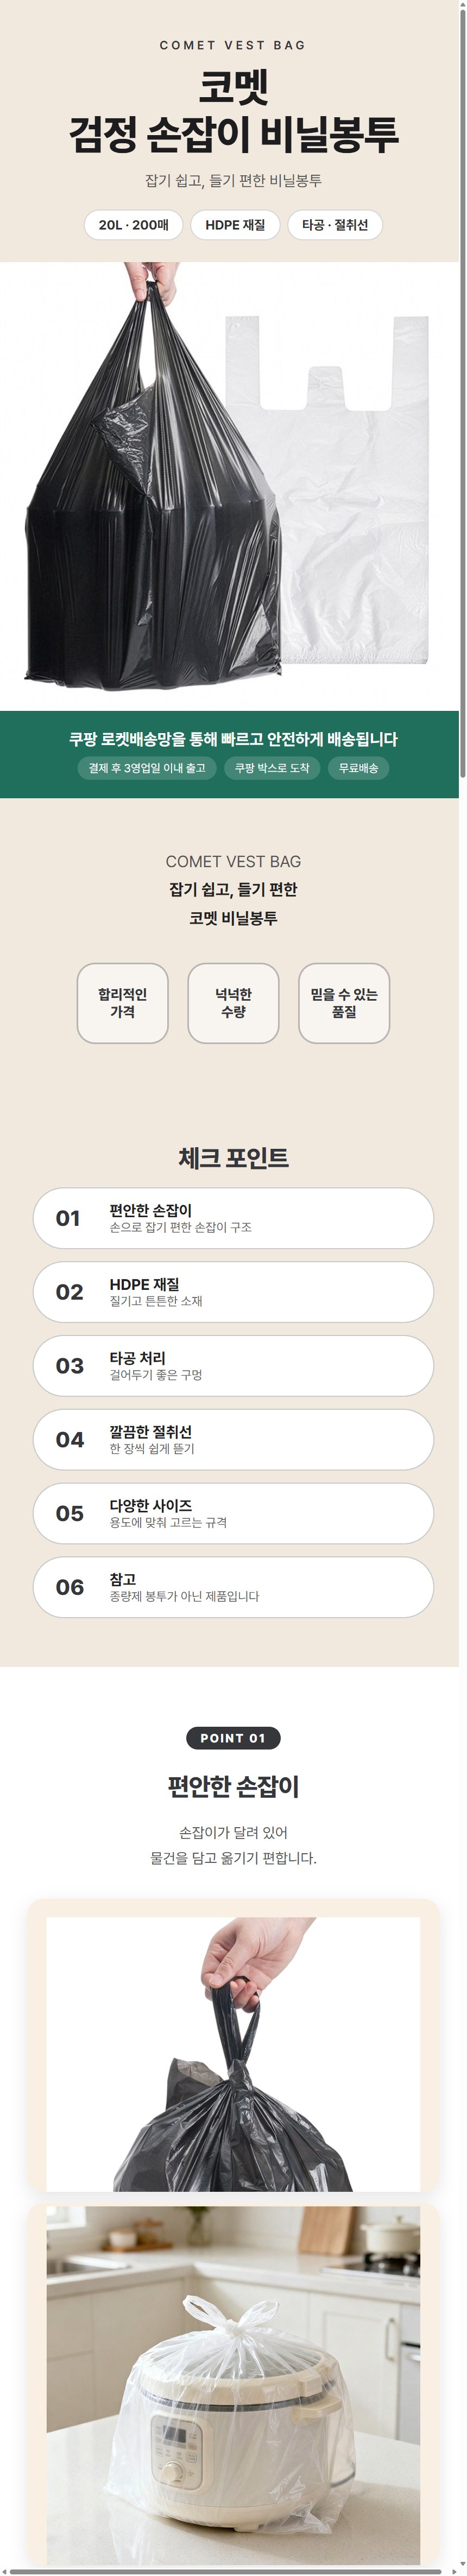 COMET VEST BAG
코멧
검정 손잡이 비닐봉투
잡기 쉽고, 들기 편한 비닐봉투
20L · 200매
HDPE 재질
타공 · 절취선
쿠팡 로켓배송망을 통해 빠르고 안전하게 배송됩니다
결제 후 3영업일 이내 출고
쿠팡 박스로 도착
무료배송
COMET VEST BAG
잡기 쉽고, 들기 편한
코멧 비닐봉투
합리적인
가격
넉넉한
수량
믿을 수 있는
품질
체크 포인트
01
편안한 손잡이
손으로 잡기 편한 손잡이 구조
02
HDPE 재질
질기고 튼튼한 소재
03
타공 처리
걸어두기 좋은 구멍
04
깔끔한 절취선
한 장씩 쉽게 뜯기
05
다양한 사이즈
용도에 맞춰 고르는 규격
06
참고
종량제 봉투가 아닌 제품입니다
POINT 01
편안한 손잡이
손잡이가 달려 있어
물건을 담고 옮기기 편합니다.